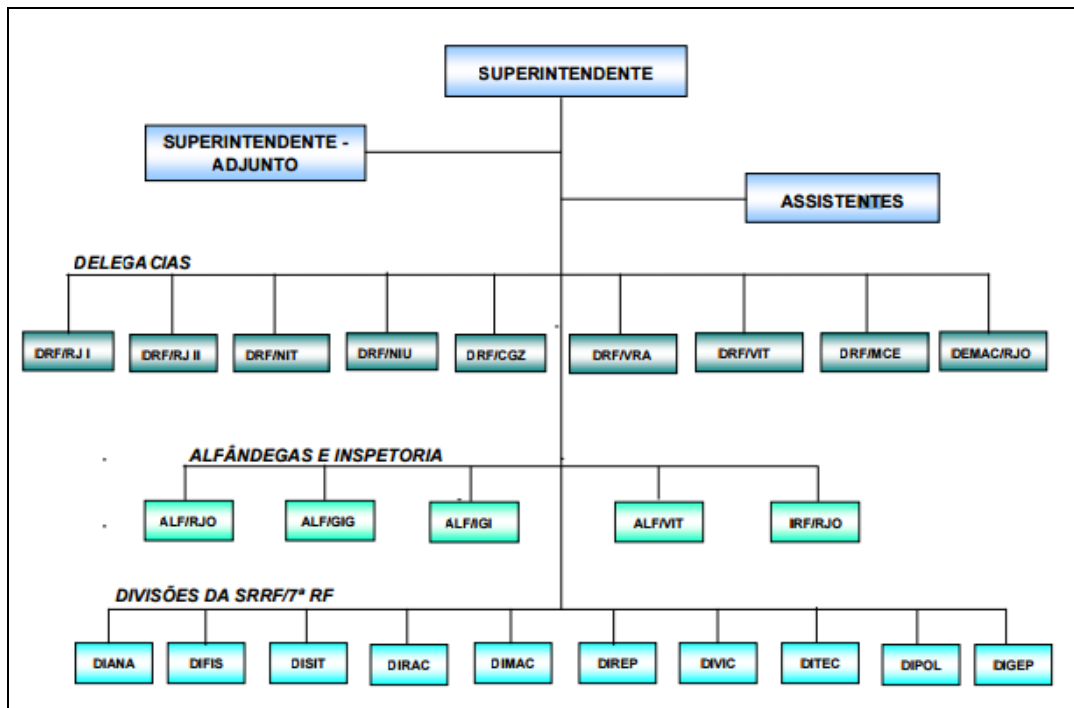 SUPERINTENDENTE
SUPERINTENDENTE -
ADJUNTO
ASSISTENTES
DELEGACIAS
DRF/RJ I
DRF/RJ II
DRF/NIT
DRF/NIU
DRF/CGZ
DRF/VRA
DRF/VIT
DRF/MCE
DEMAC/RJO
ALFÂNDEGAS E INSPETORIA
ALF/RJO
ALF/GIG
ALF/IGI
ALF/VIT
IRF/RJO
DIVISÕES DA SRRF/7ª RF
DIANA
DIFIS
DISIT
DIRAC
DIMAC
DIREP
DIVIC
DITEC
DIPOL
DIGEP